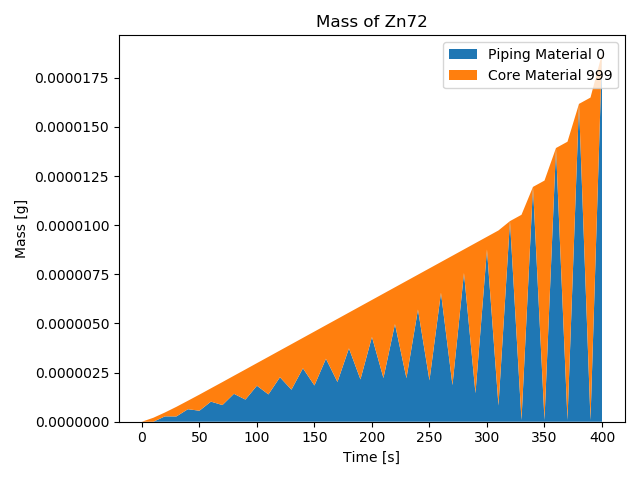 Mass of Zn72
Piping Material 0
Core Material 999
Mass [g]
0.0000175
0.0000150
0.0000125
0.0000100
0.0000075
0.0000050
0.0000025
0.0000000
0 50 100 150 200 250 300 350 400
Time [s]